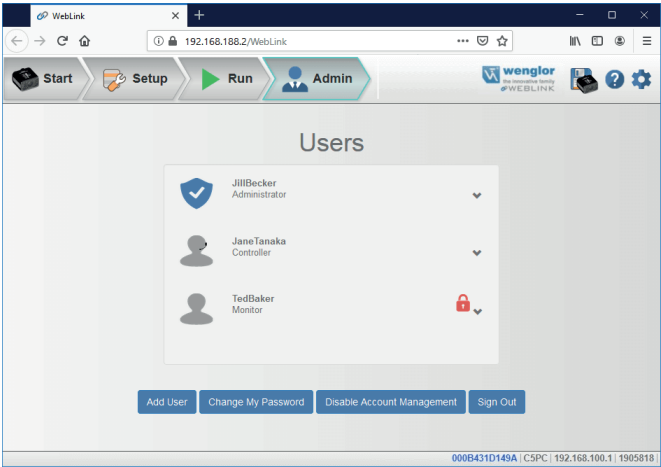 WebLink
192.168.188.2/WebLink
Start
Setup
Run
Admin
wenglor
the innovative family
WEBLINK
Users
JillBecker
Administrator
JaneTanaka
Controller
TedBaker
Monitor
Add User
Change My Password
Disable Account Management
Sign Out
000B431D149A | C5PC | 192.168.100.1 | 1905818